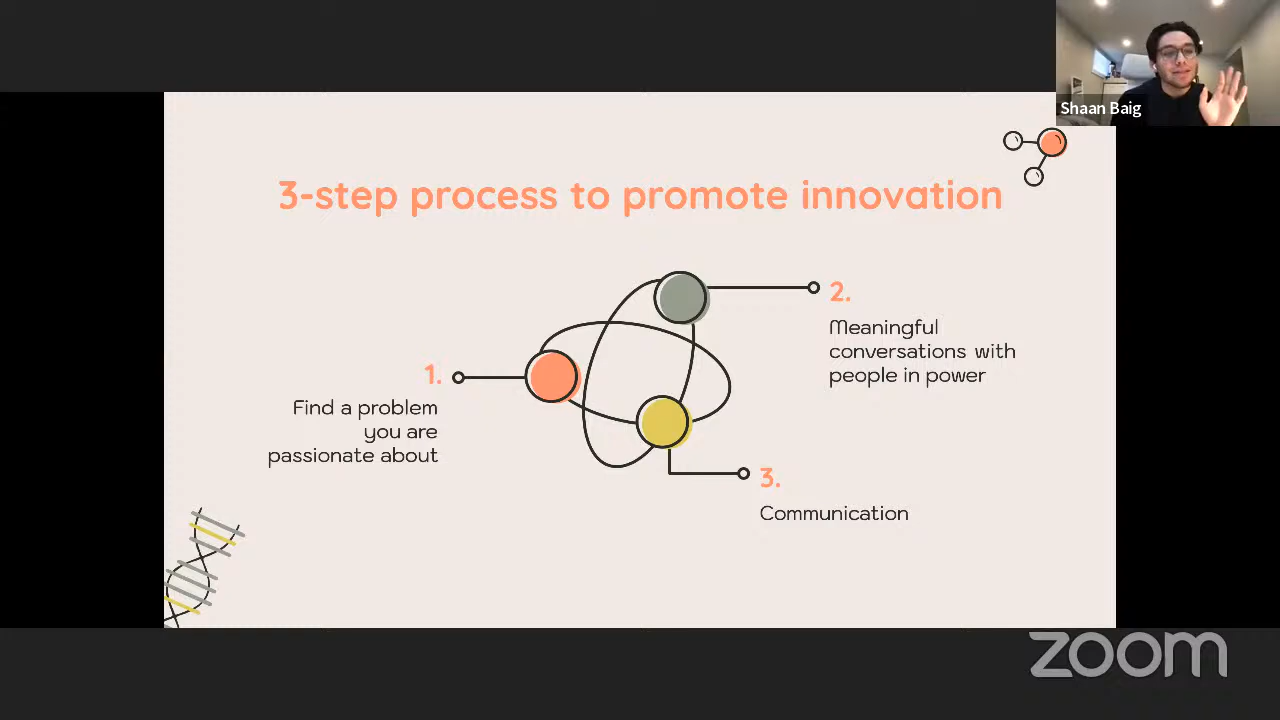 Shaan Baig
3-step process to promote innovation
1.
Find a problem
you are
passionate about
2.
Meaningful
conversations with
people in power
3.
Communication
zoom